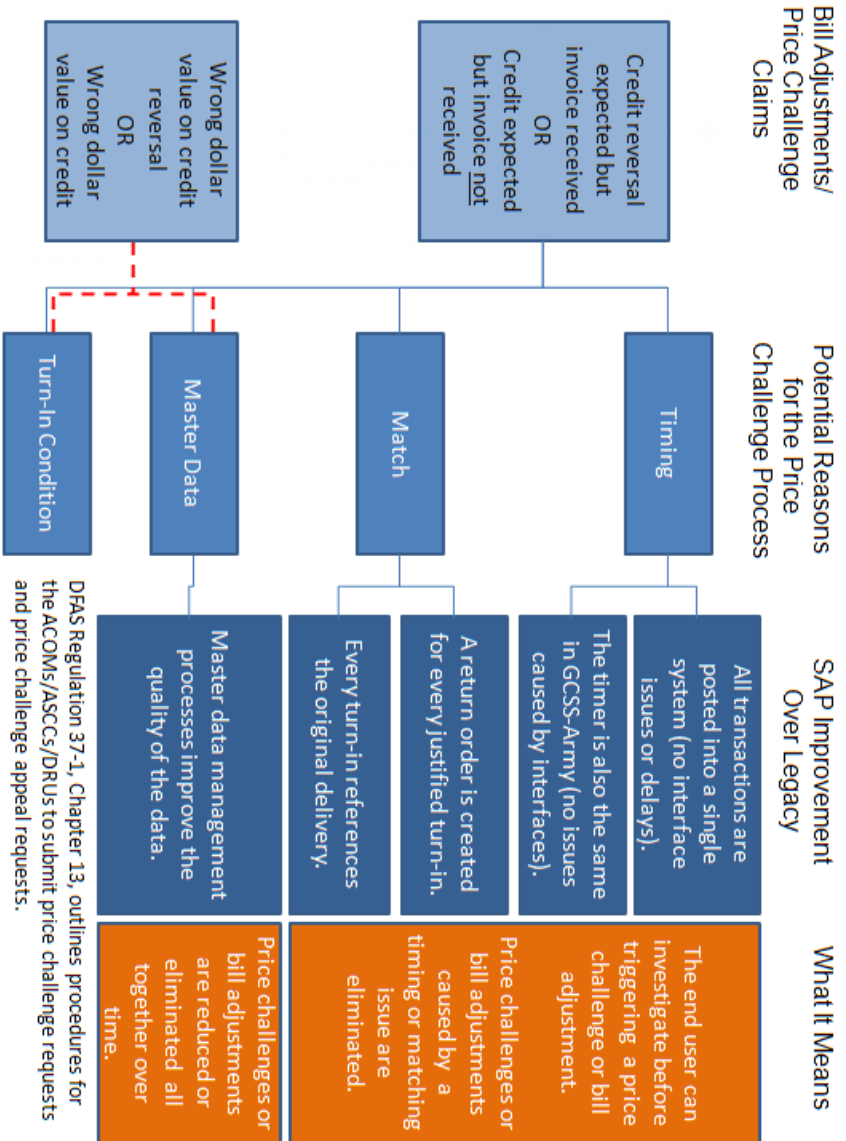 Bill Adjustments/
Price Challenge
Claims
Potential Reasons
for the Price
Challenge Process
SAP Improvement
Over Legacy
What It Means
Credit reversal
expected but
invoice received
OR
Credit expected
but invoice not
received
Wrong dollar
value on credit
reversal
OR
Wrong dollar
value on credit
Timing
Match
Master Data
Turn-In Condition
All transactions are
posted into a single
system (no interface
issues or delays).
The timer is also the same
in GCSS-Army (no issues
caused by interfaces).
A return order is created
for every justified turn-in.
Every turn-in references
the original delivery.
Master data management
processes improve the
quality of the data.
The end user can
investigate before
triggering a price
challenge or bill
adjustment.
Price challenges or
bill adjustments
caused by a
timing or matching
issue are
eliminated.
Price challenges or
bill adjustments
are reduced or
eliminated all
together over
time.
DFAS Regulation 37-1, Chapter 13, outlines procedures for
the ACOMs/ASCCs/DRUs to submit price challenge requests
and price challenge appeal requests.